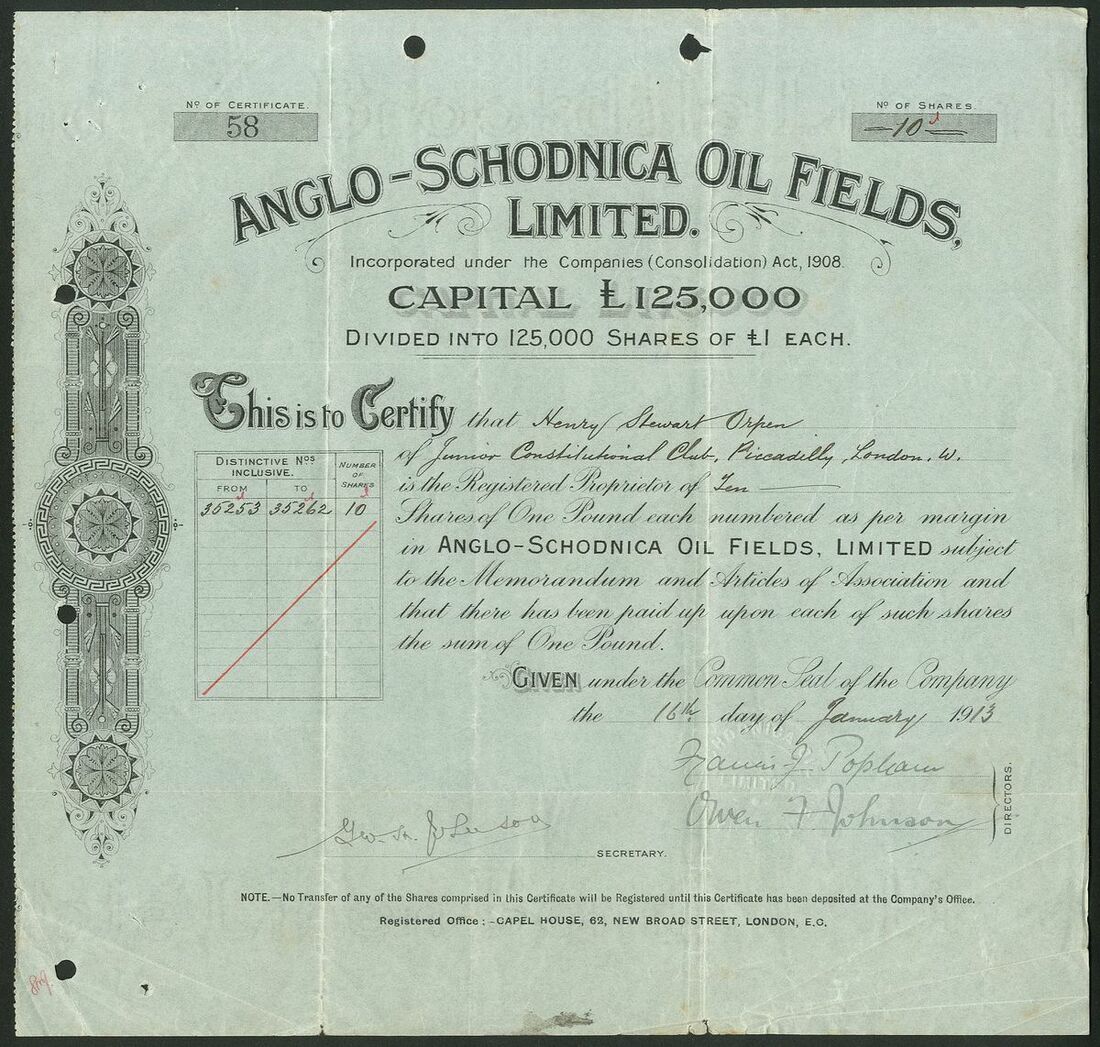 Nº OF CERTIFICATE.
58
Nº OF SHARES.
—10—
ANGLO-SCHODNICA OIL FIELDS,
LIMITED.
Incorporated under the Companies (Consolidation) Act, 1908.
CAPITAL £125,000
DIVIDED INTO 125,000 SHARES OF £1 EACH.
This is to Certify that Henry Stewart Orpen
of Junior Constitutional Club, Piccadilly, London. W.
is the Registered Proprietor of Ten
Shares of One Pound each numbered as per margin
in ANGLO-SCHODNICA OIL FIELDS, LIMITED subject
to the Memorandum and Articles of Association and
that there has been paid up upon each of such shares
the sum of One Pound.
DISTINCTIVE Nºs INCLUSIVE.
NUMBER OF SHARES
FROM TO
35253 35262 10
GIVEN under the Common Seal of the Company
the 16th day of January 1913
Francis J. Popham
Owen F Johnson
DIRECTORS.
SECRETARY.
NOTE.—No Transfer of any of the Shares comprised in this Certificate will be Registered until this Certificate has been deposited at the Company's Office.
Registered Office:—CAPEL HOUSE, 62, NEW BROAD STREET, LONDON, E.C.